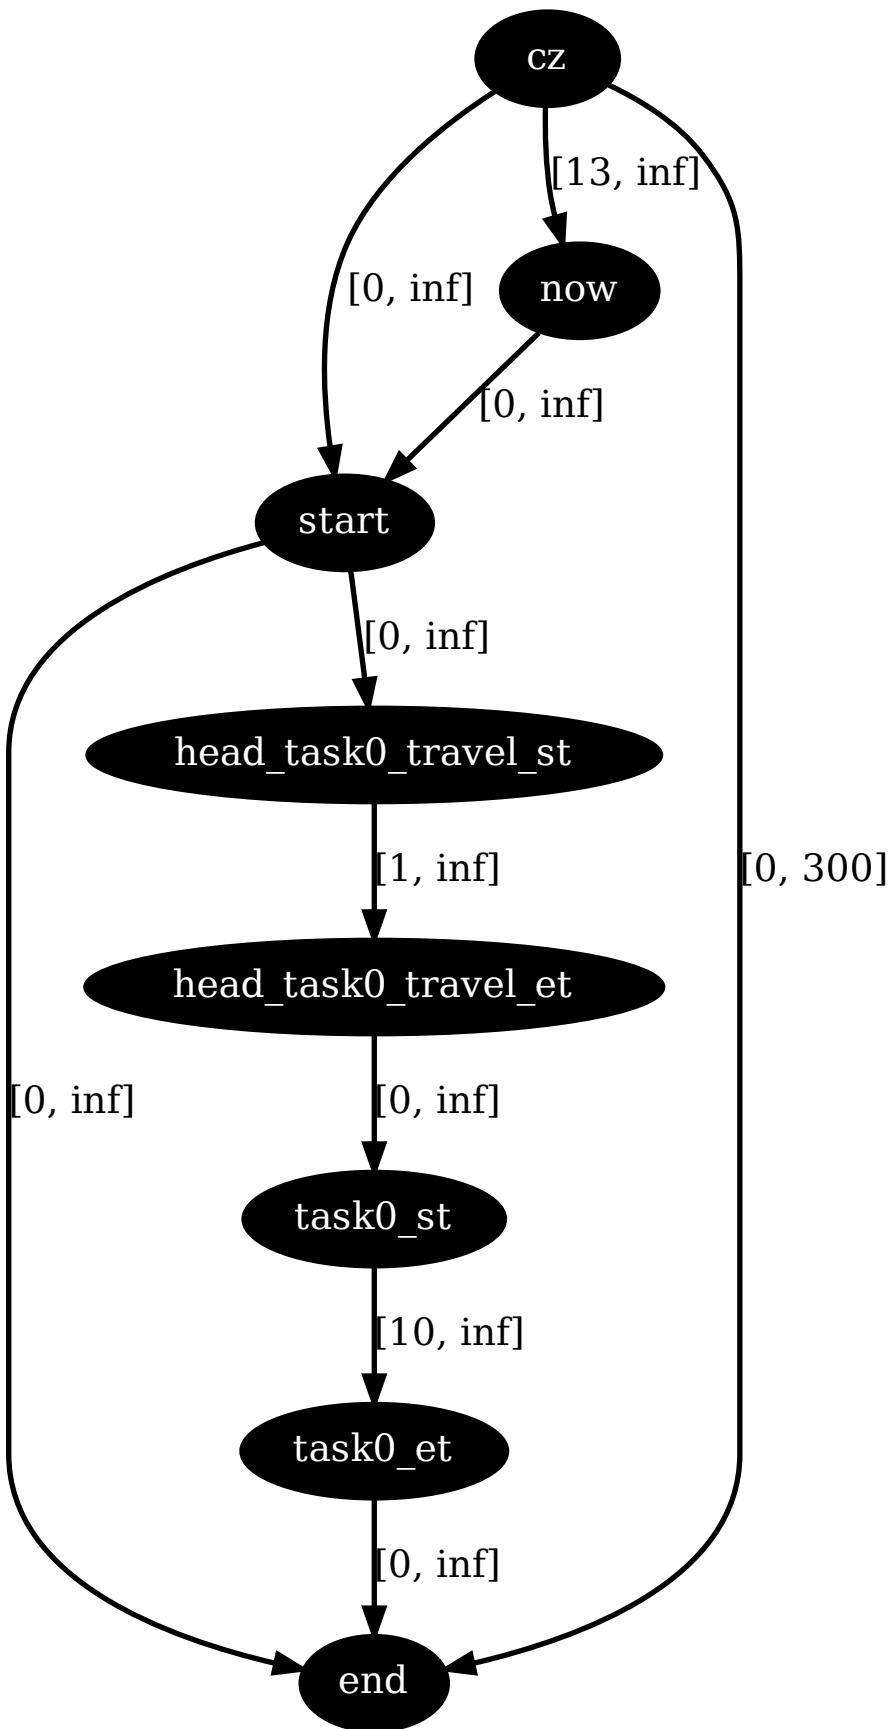 cz
[13, inf]
[0, inf]
now
[0, inf]
start
[0, inf]
head_task0_travel_st
[1, inf]
[0, 300]
head_task0_travel_et
[0, inf]
[0, inf]
task0_st
[10, inf]
task0_et
[0, inf]
end